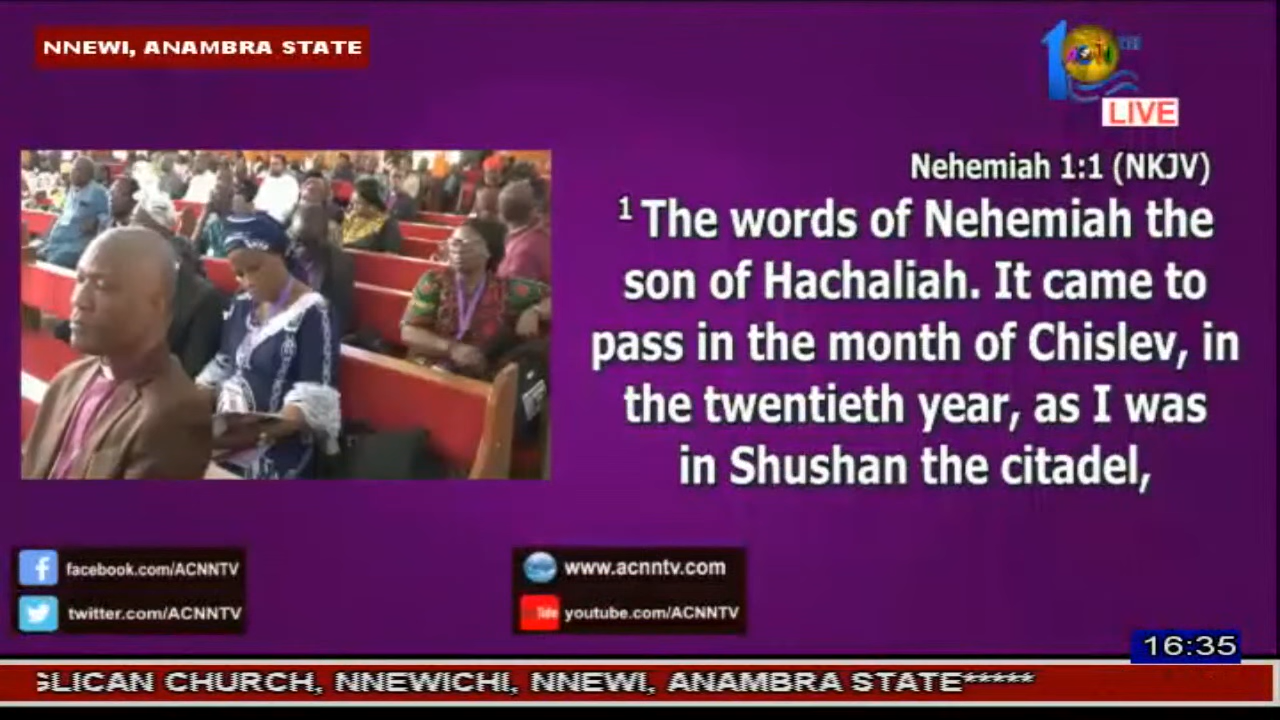 NNEWI, ANAMBRA STATE
LIVE
Nehemiah 1:1 (NKJV)
1 The words of Nehemiah the
son of Hachaliah. It came to
pass in the month of Chislev, in
the twentieth year, as I was
in Shushan the citadel,
facebook.com/ACNNTV
www.acnntv.com
twitter.com/ACNNTV
youtube.com/ACNNTV
16:35
LICAN CHURCH, NNEWICHI, NNEWI, ANAMBRA STATE*****